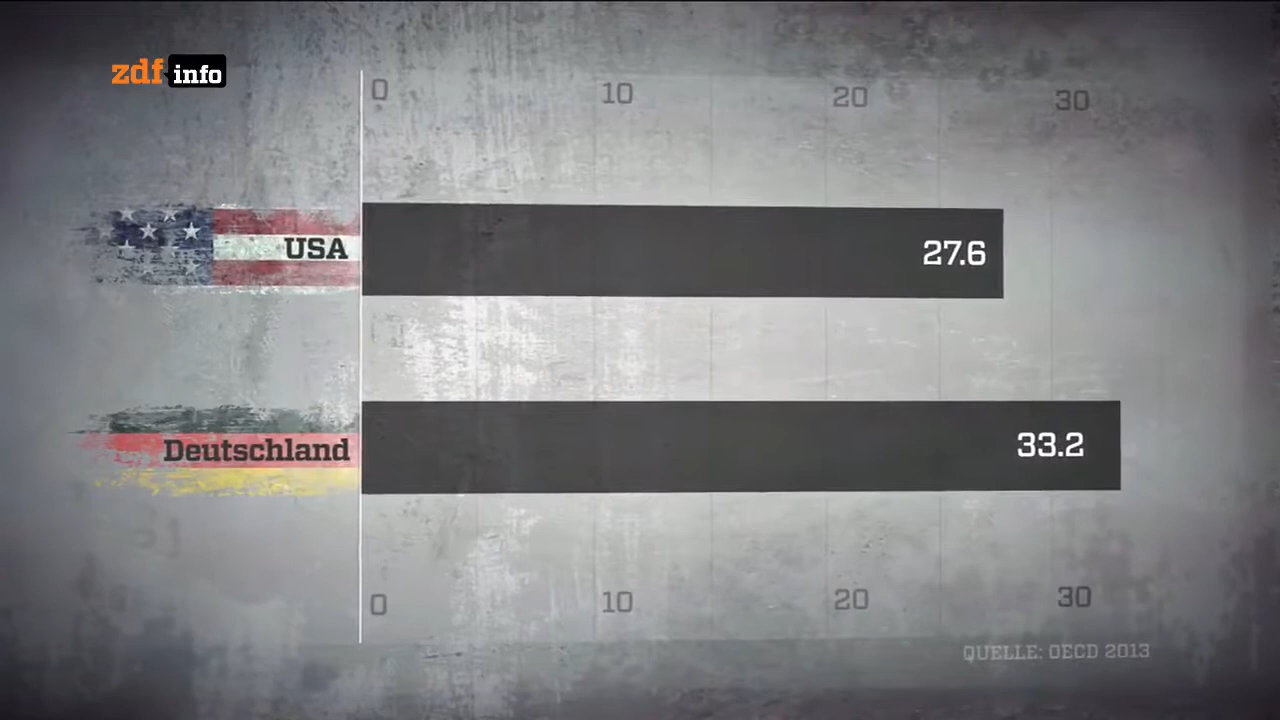 zdf info
0 10 20 30
USA 27.6
Deutschland 33.2
0 10 20 30
QUELLE: OECD 2013